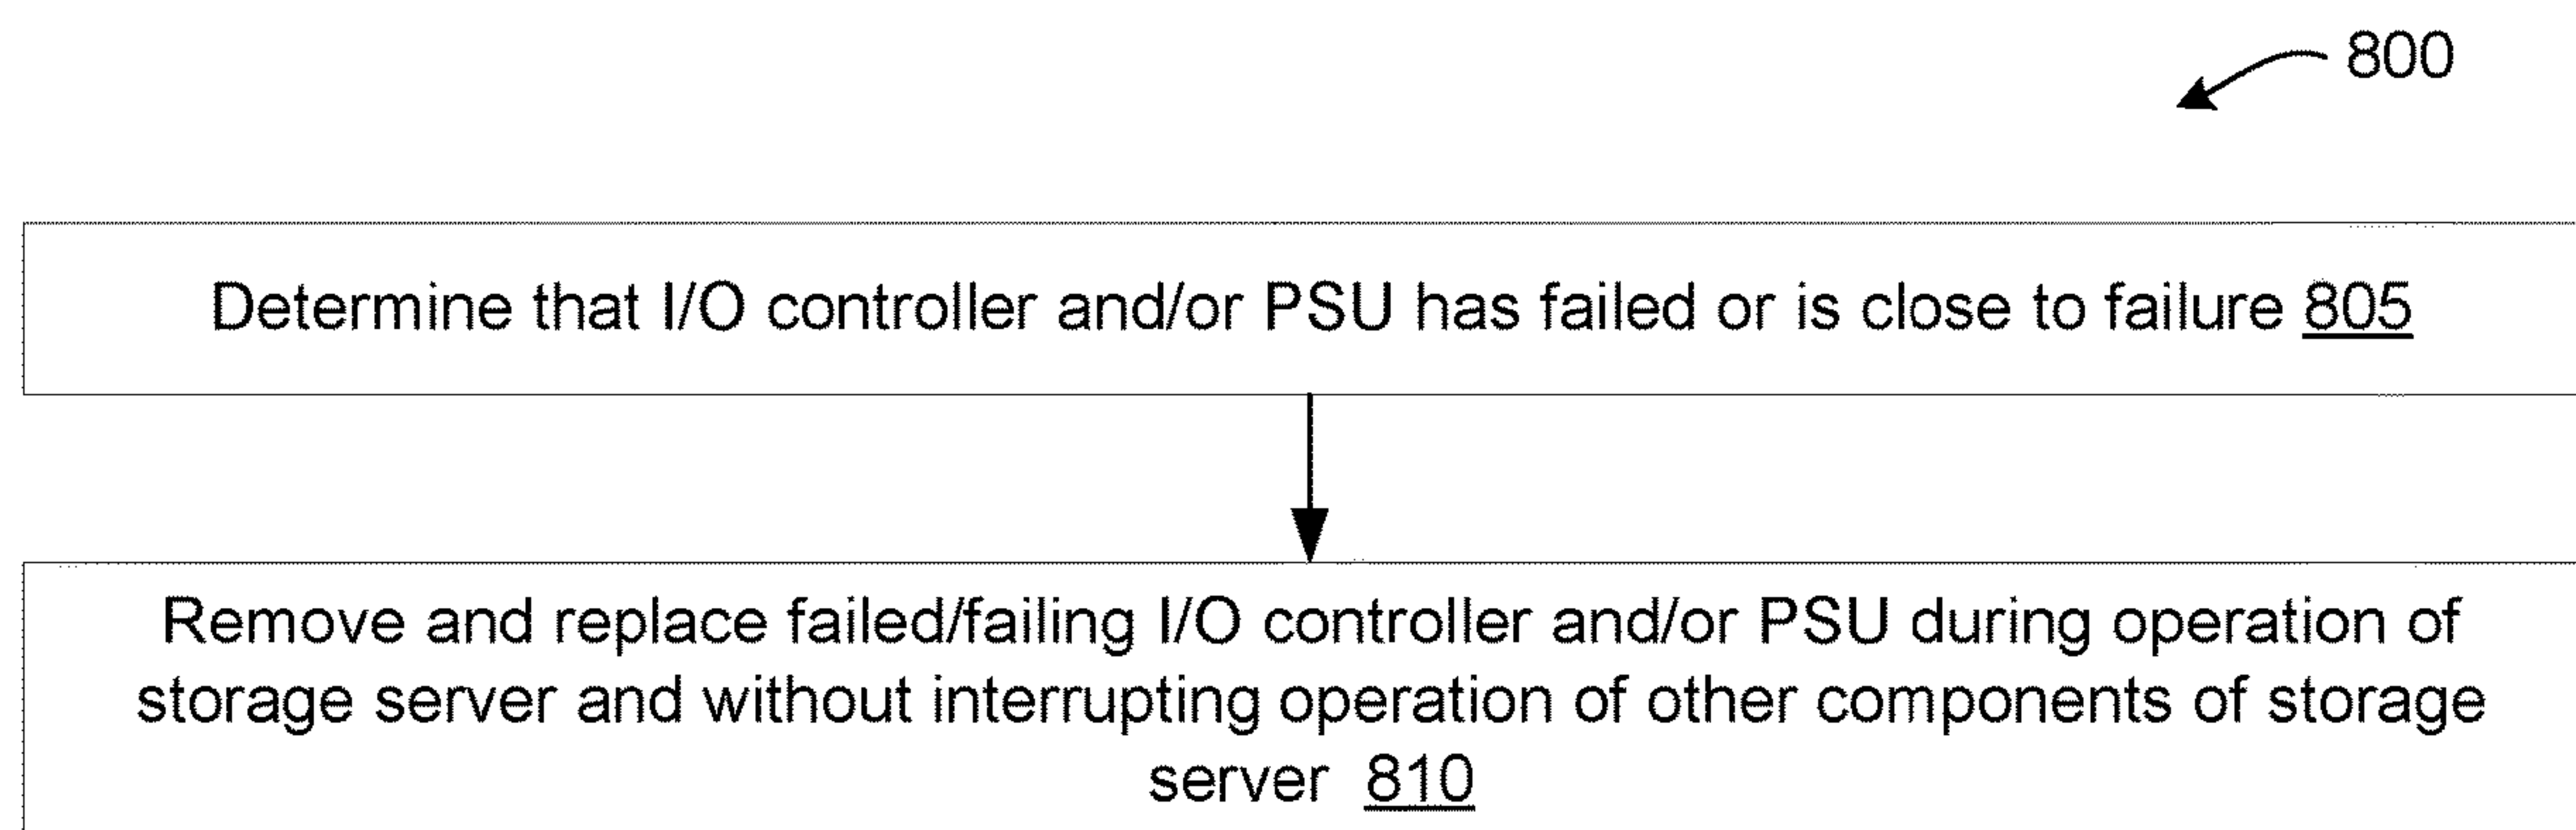 800
Determine that I/O controller and/or PSU has failed or is close to failure 805
Remove and replace failed/failing I/O controller and/or PSU during operation of
storage server and without interrupting operation of other components of storage
server 810